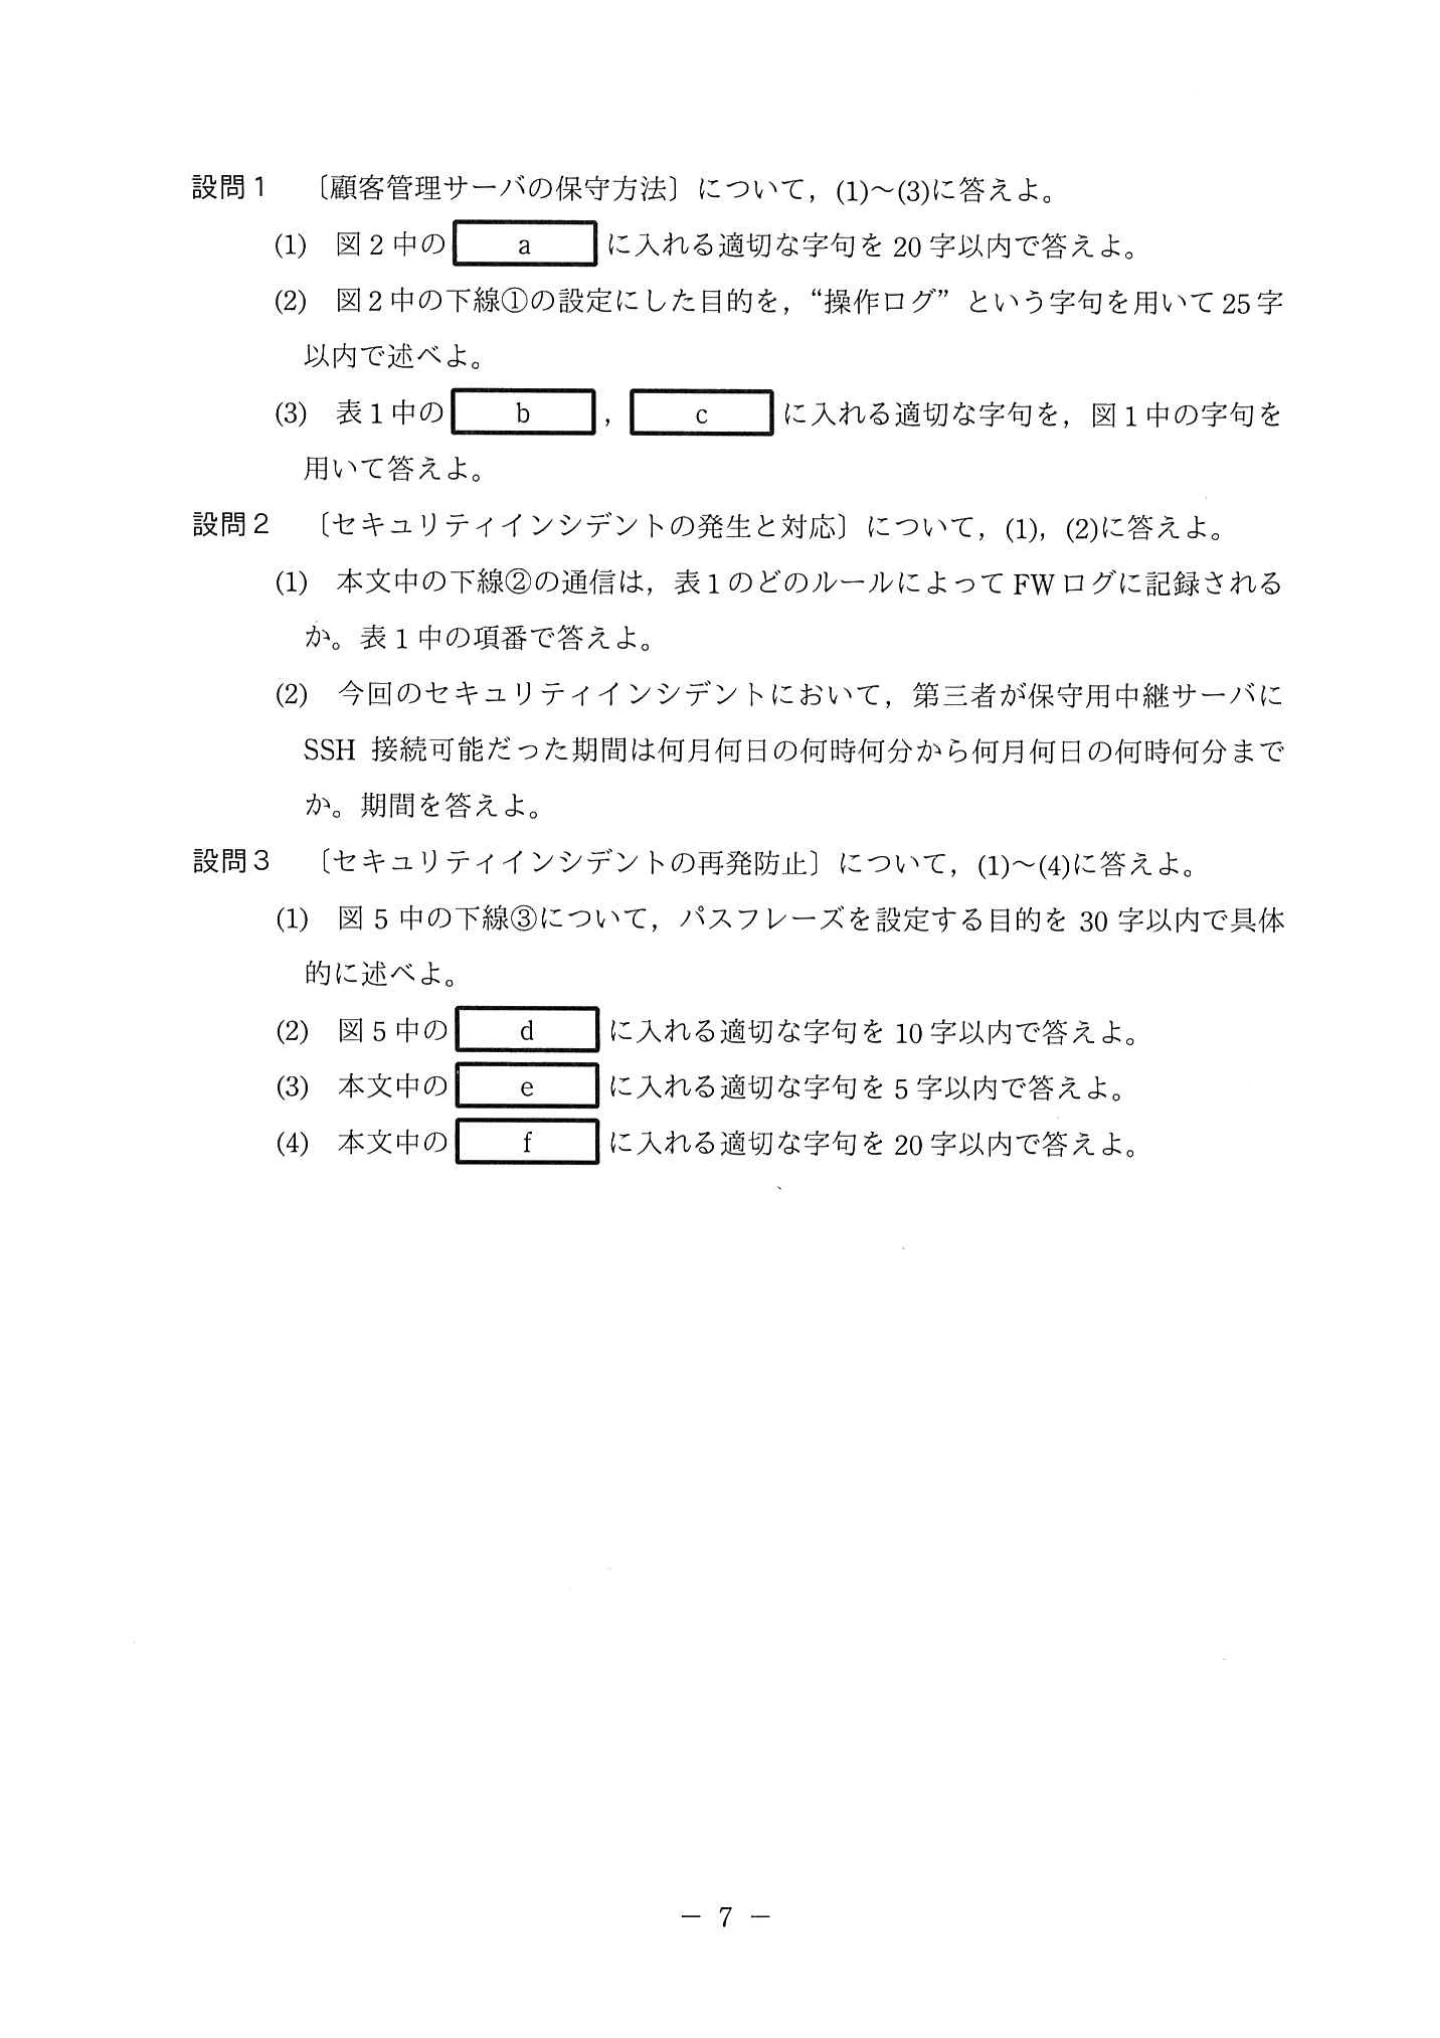 設問1 〔顧客管理サーバの保守方法〕について，(1)～(3)に答えよ。
(1) 図2中の a に入れる適切な字句を20字以内で答えよ。
(2) 図2中の下線①の設定にした目的を，“操作ログ”という字句を用いて25字
以内で述べよ。
(3) 表1中の b ， c に入れる適切な字句を，図1中の字句を
用いて答えよ。
設問2 〔セキュリティインシデントの発生と対応〕について，(1)，(2)に答えよ。
(1) 本文中の下線②の通信は，表1のどのルールによってFWログに記録される
か。表1中の項番で答えよ。
(2) 今回のセキュリティインシデントにおいて，第三者が保守用中継サーバに
SSH 接続可能だった期間は何月何日の何時何分から何月何日の何時何分まで
か。期間を答えよ。
設問3 〔セキュリティインシデントの再発防止〕について，(1)～(4)に答えよ。
(1) 図5中の下線③について，パスフレーズを設定する目的を30字以内で具体
的に述べよ。
(2) 図5中の d に入れる適切な字句を10字以内で答えよ。
(3) 本文中の e に入れる適切な字句を5字以内で答えよ。
(4) 本文中の f に入れる適切な字句を20字以内で答えよ。
－ 7 －